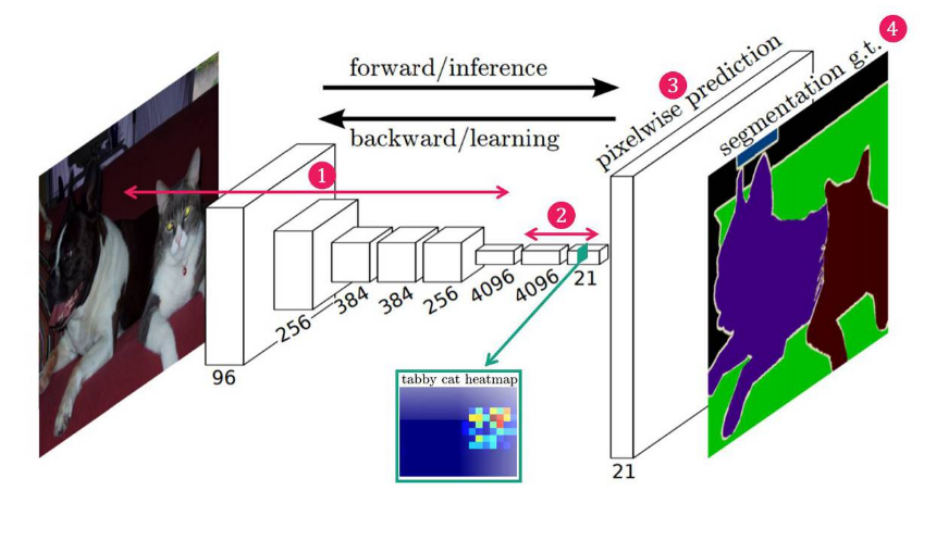 4
forward/inference
3
pixelwise prediction
segmentation g.t.
backward/learning
1
2
96
256
384
384
256
4096
4096
21
tabby cat heatmap
21